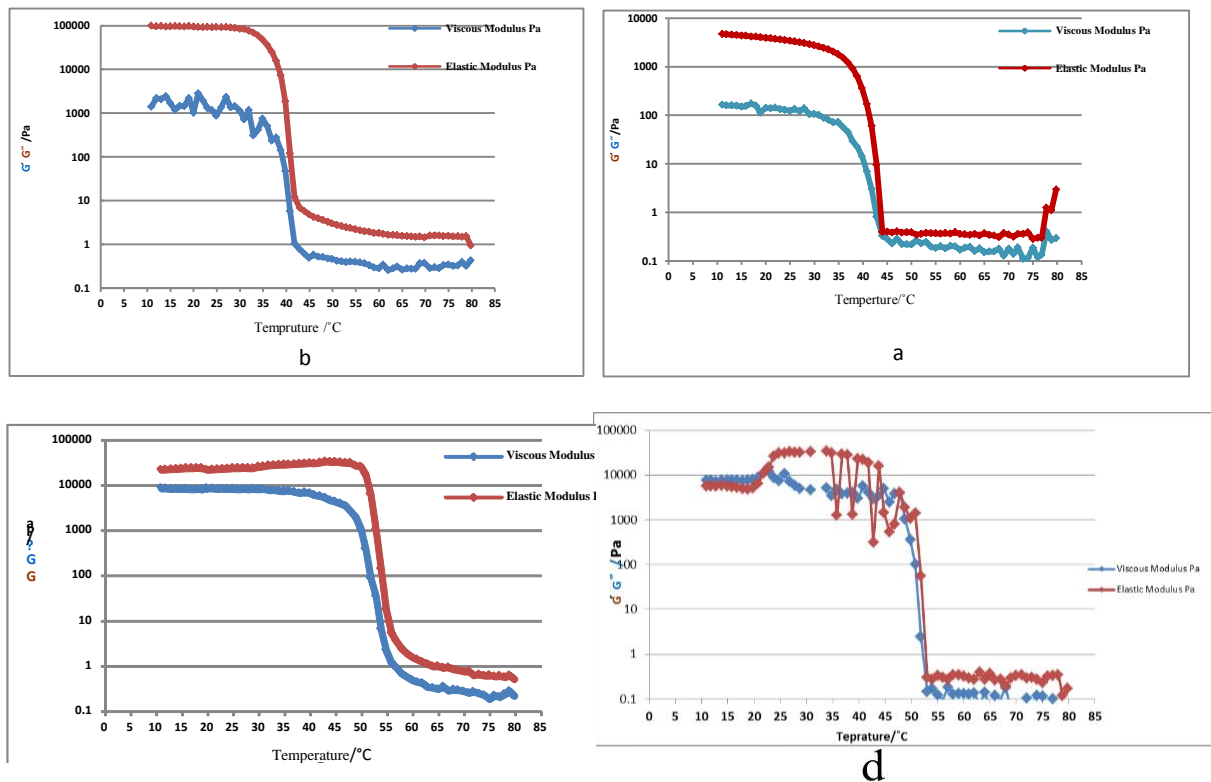 100000
10000
1000
100
10
1
0.1
G′ G″ /Pa
Viscous Modulus Pa
Elastic Modulus Pa
0 5 10 15 20 25 30 35 40 45 50 55 60 65 70 75 80 85
Tempruture /˚C
b
10000
1000
100
10
1
0.1
G′ G″ /Pa
Viscous Modulus Pa
Elastic Modulus Pa
0 5 10 15 20 25 30 35 40 45 50 55 60 65 70 75 80 85
Temperture/˚C
a
100000
10000
1000
100
10
1
0.1
G
G
Viscous Modulus
Elastic Modulus
0 5 10 15 20 25 30 35 40 45 50 55 60 65 70 75 80 85
Temperature/°C
100000
10000
1000
100
10
1
0.1
G′ G″ /Pa
Viscous Modulus Pa
Elastic Modulus Pa
0 5 10 15 20 25 30 35 40 45 50 55 60 65 70 75 80 85
Teprature/˚C
d